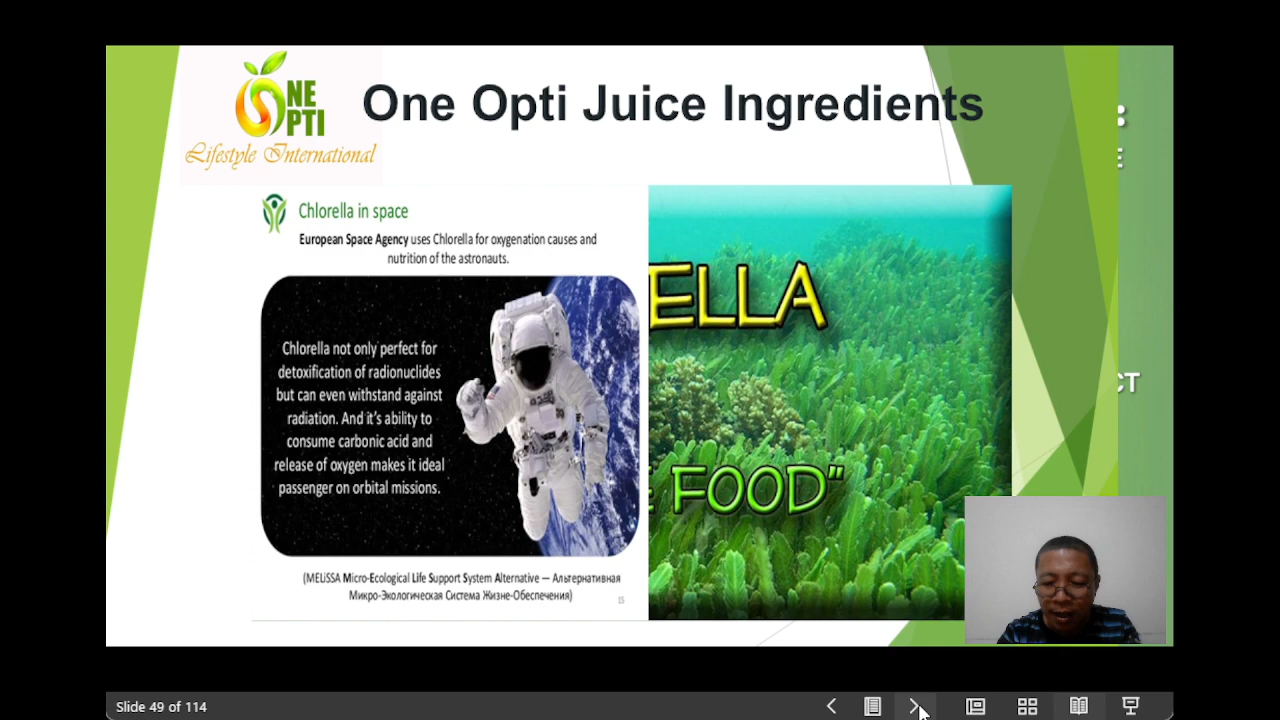 NE
PTI
Lifestyle International
One Opti Juice Ingredients
Chlorella in space
European Space Agency uses Chlorella for oxygenation causes and
nutrition of the astronauts.
Chlorella not only perfect for
detoxification of radionuclides
but can even withstand against
radiation. And it's ability to
consume carbonic acid and
release of oxygen makes it ideal
passenger on orbital missions.
(MELiSSA Micro-Ecological Life Support System Alternative — Альтернативная
Микро-Экологическая Система Жизне-Обеспечения)
15
ELLA
FOOD"
:
E
CT
Slide 49 of 114